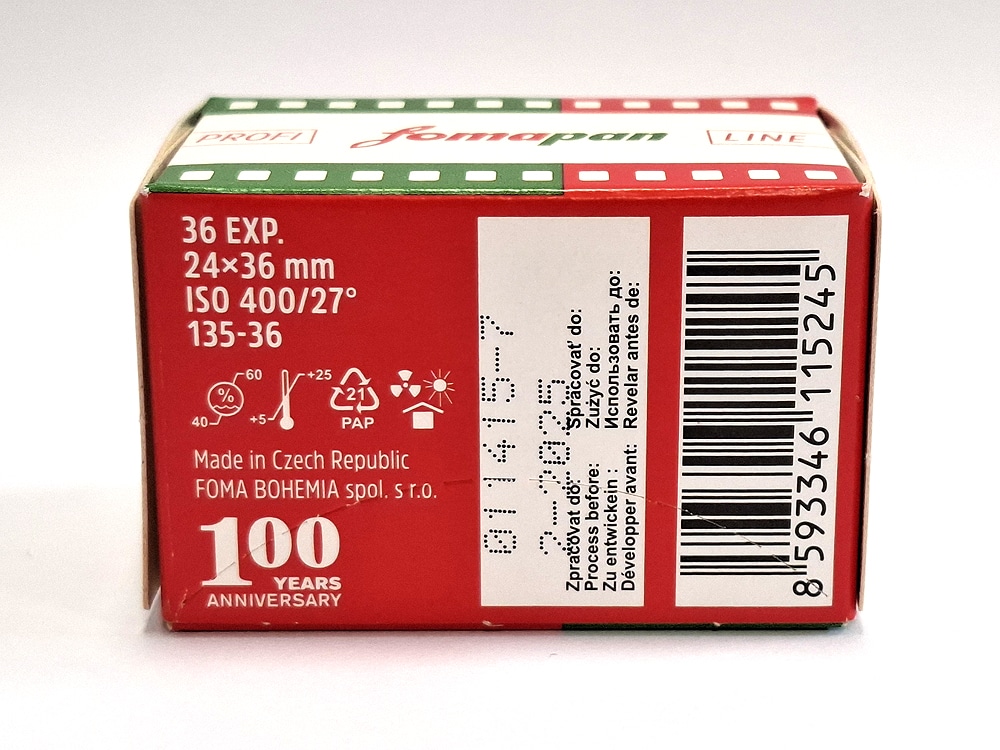 PROFI fomapan LINE
36 EXP.
24×36 mm
ISO 400/27°
135-36
60
%
40
+25
+5
21
PAP
Made in Czech Republic
FOMA BOHEMIA spol. s r.o.
100
YEARS
ANNIVERSARY
011415-7
2-2025
Zpracovat do: Spracovať do:
Process before: Zużyć do:
Zu entwickeln : Использовать до:
Développer avant: Revelar antes de:
8 593346 115245